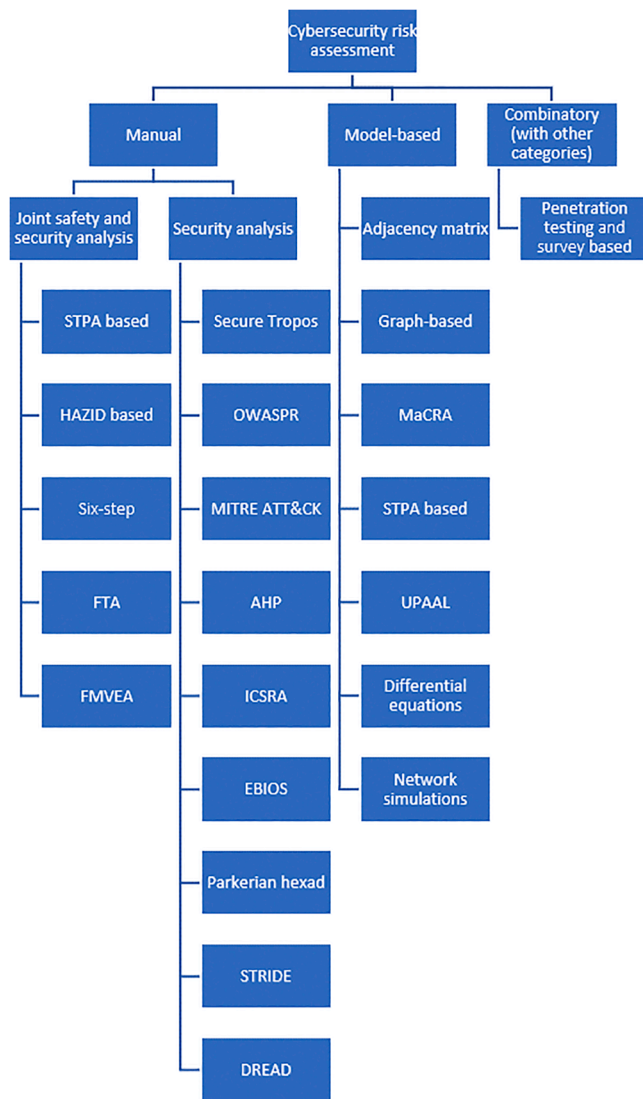 Cybersecurity risk
assessment
Manual
Model-based
Combinatory
(with other
categories)
Joint safety and
security analysis
Security analysis
Adjacency matrix
Penetration
testing and
survey based
STPA based
Secure Tropos
Graph-based
HAZID based
OWASPR
MaCRA
Six-step
MITRE ATT&CK
STPA based
FTA
AHP
UPAAL
FMVEA
ICSRA
Differential
equations
EBIOS
Network
simulations
Parkerian hexad
STRIDE
DREAD